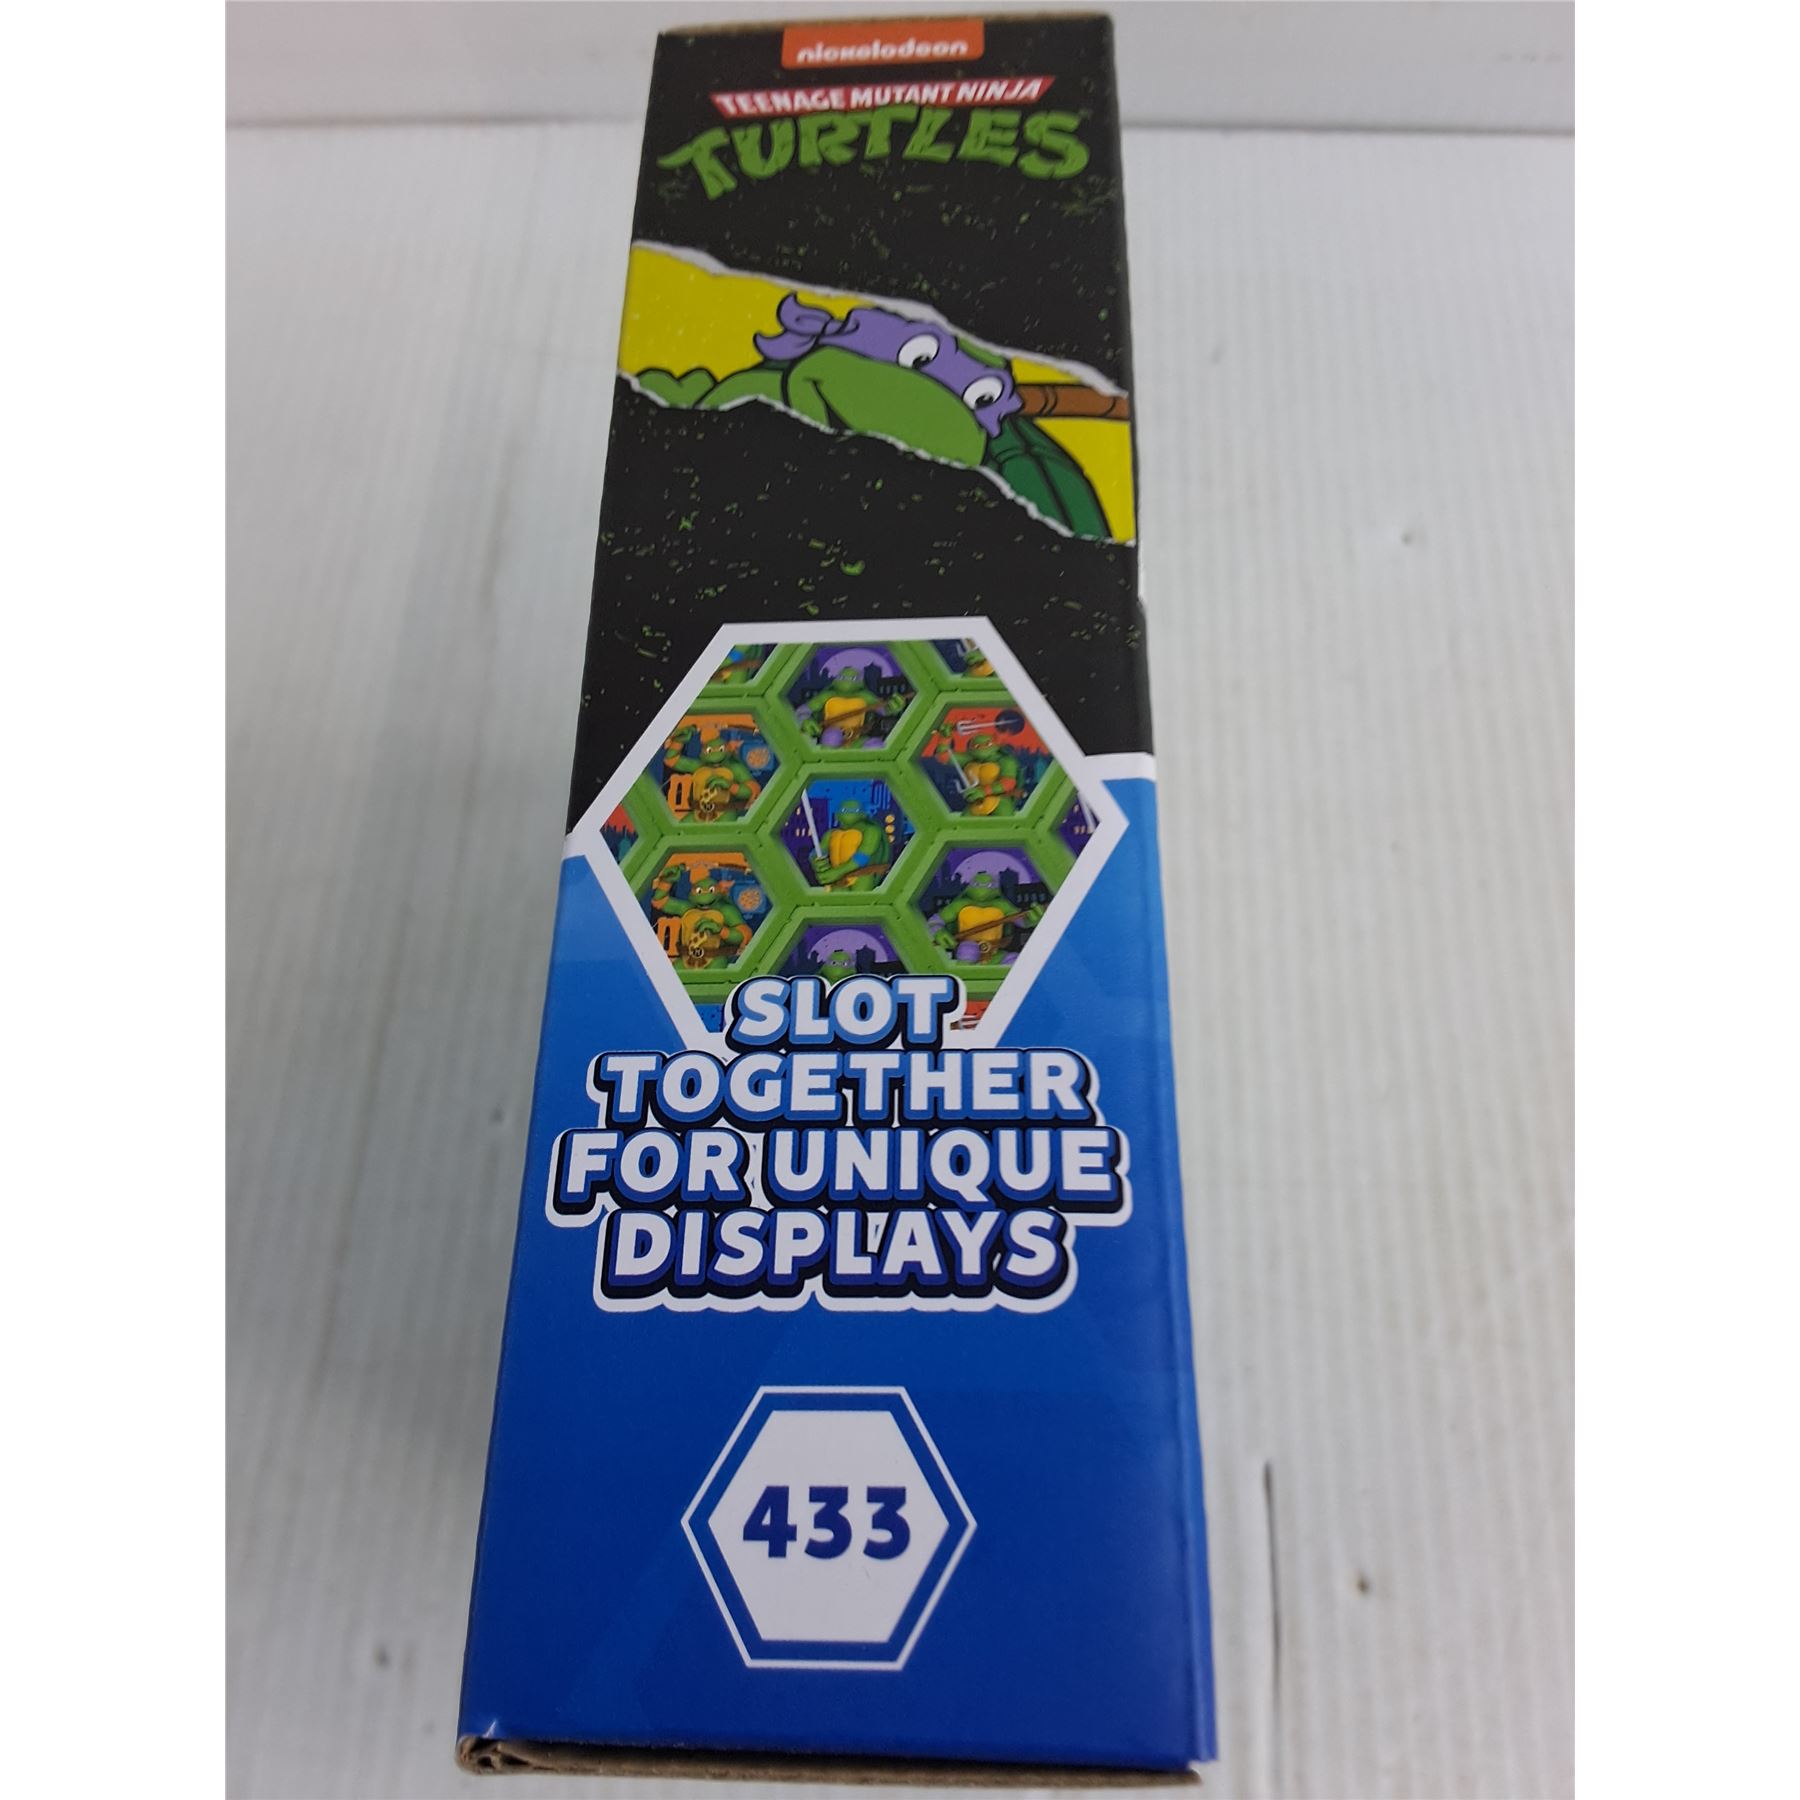 nickelodeon
TEENAGE MUTANT NINJA
TURTLES
SLOT
TOGETHER
FOR UNIQUE
DISPLAYS
433